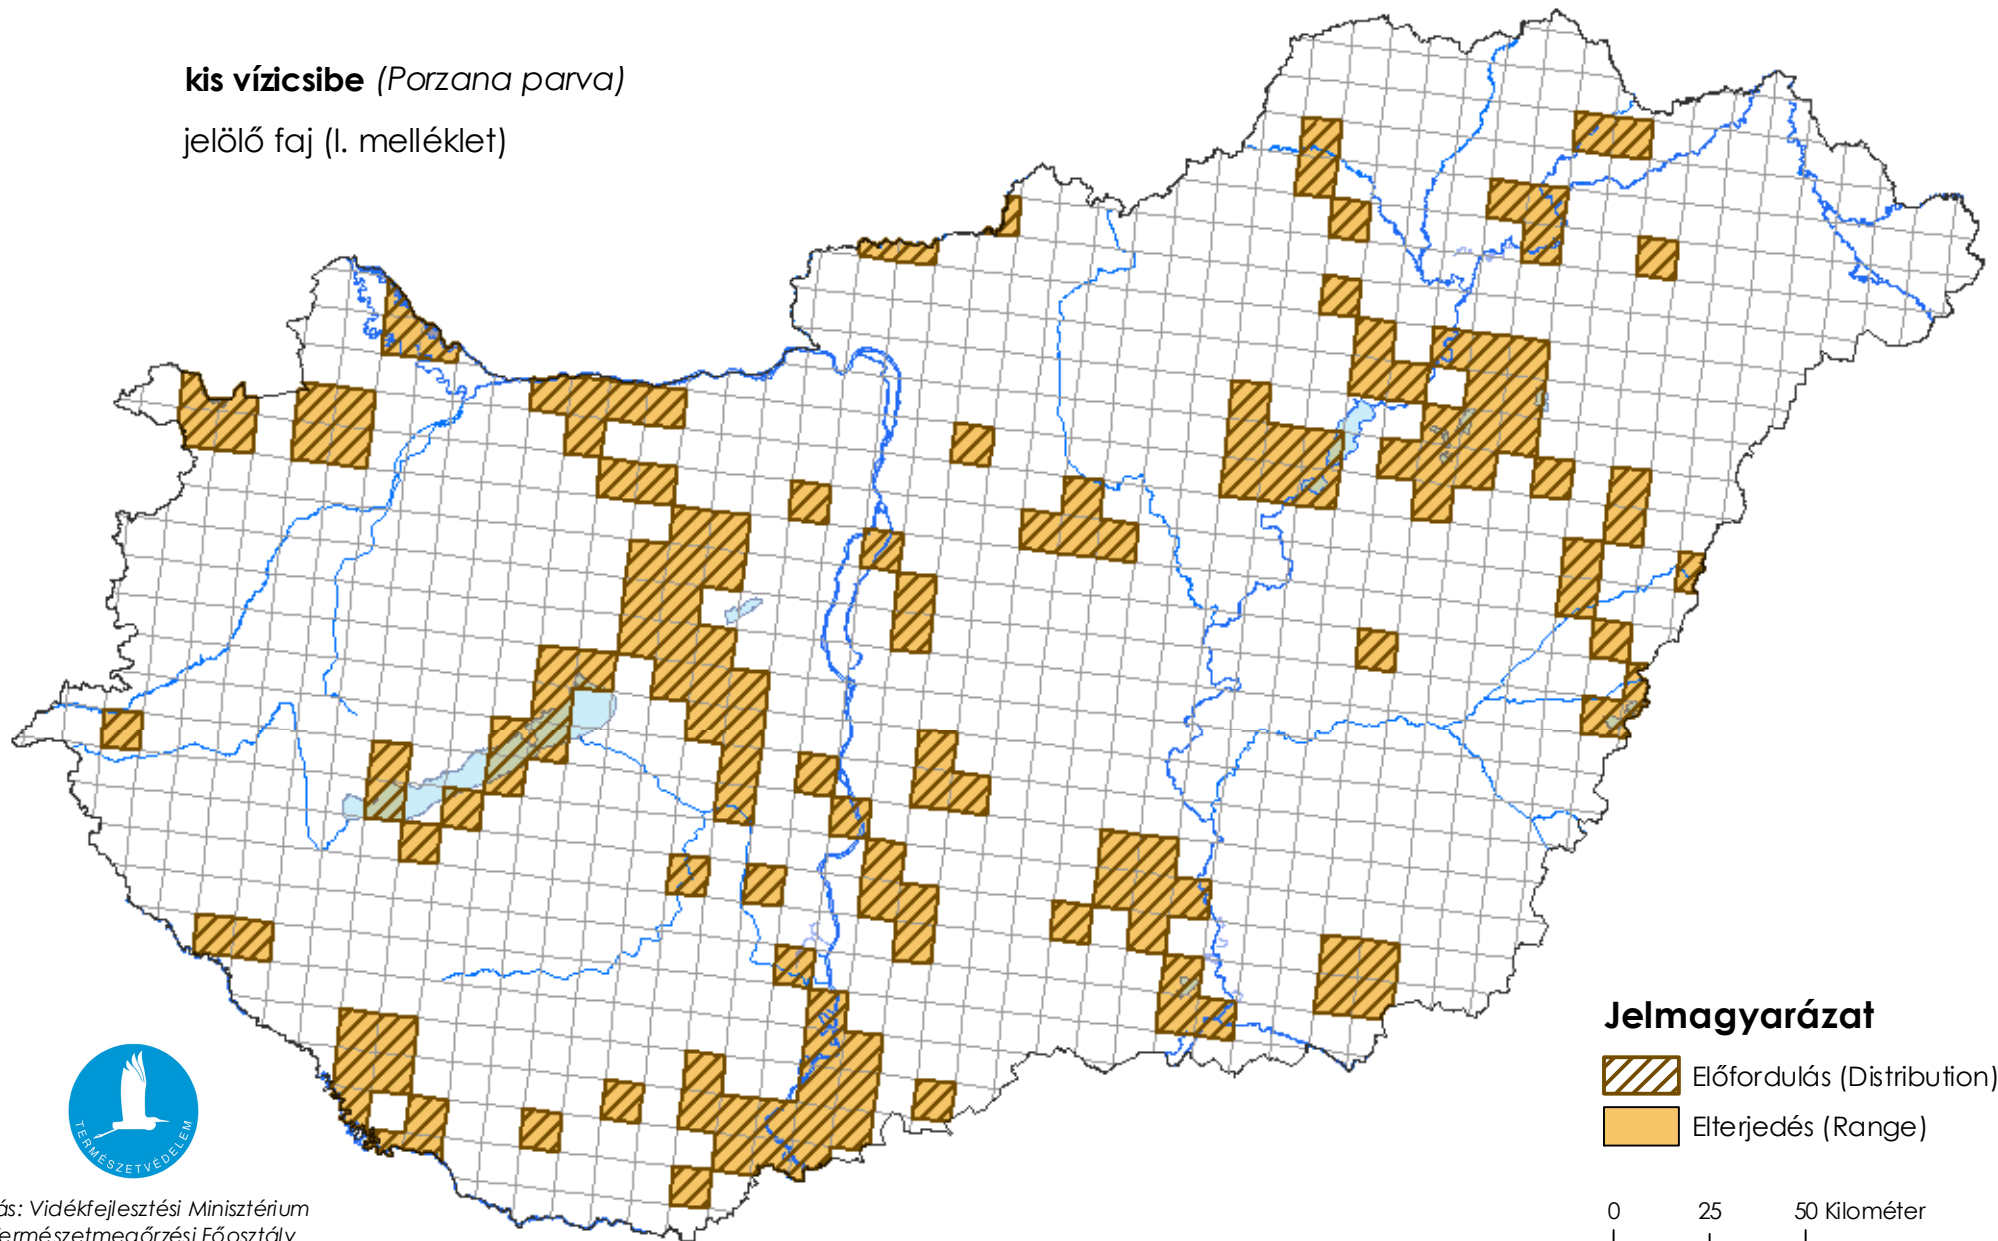 kis vízicsibe (Porzana parva)
jelölő faj (I. melléklet)
Jelmagyarázat
Előfordulás (Distribution)
Elterjedés (Range)
0 25 50 Kilométer
TERMÉSZETVÉDELEM
Vidékfejlesztési Minisztérium
Természetmegőrzési Főosztály